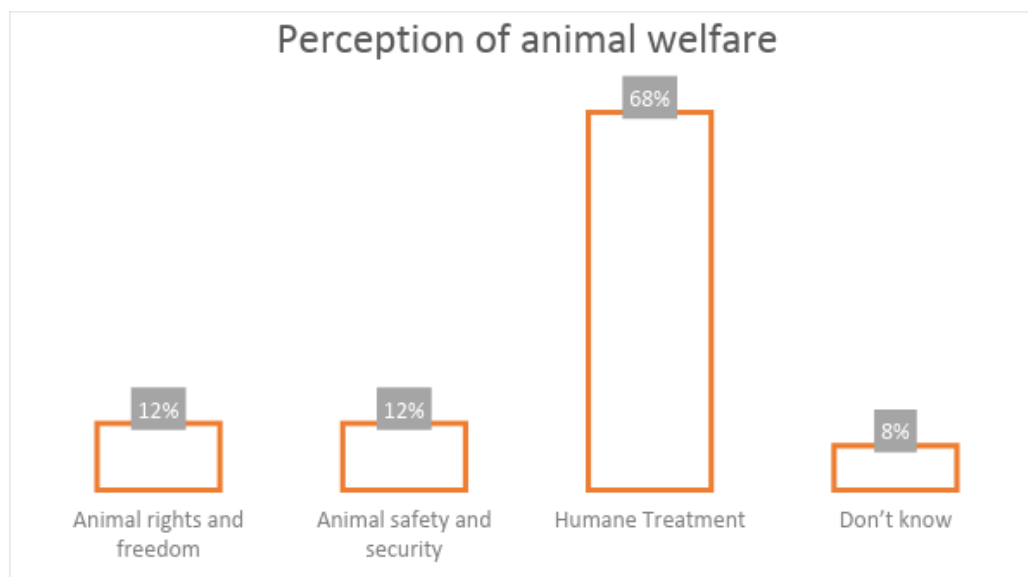 Perception of animal welfare
68%
12%
12%
8%
Animal rights and
freedom
Animal safety and
security
Humane Treatment
Don’t know